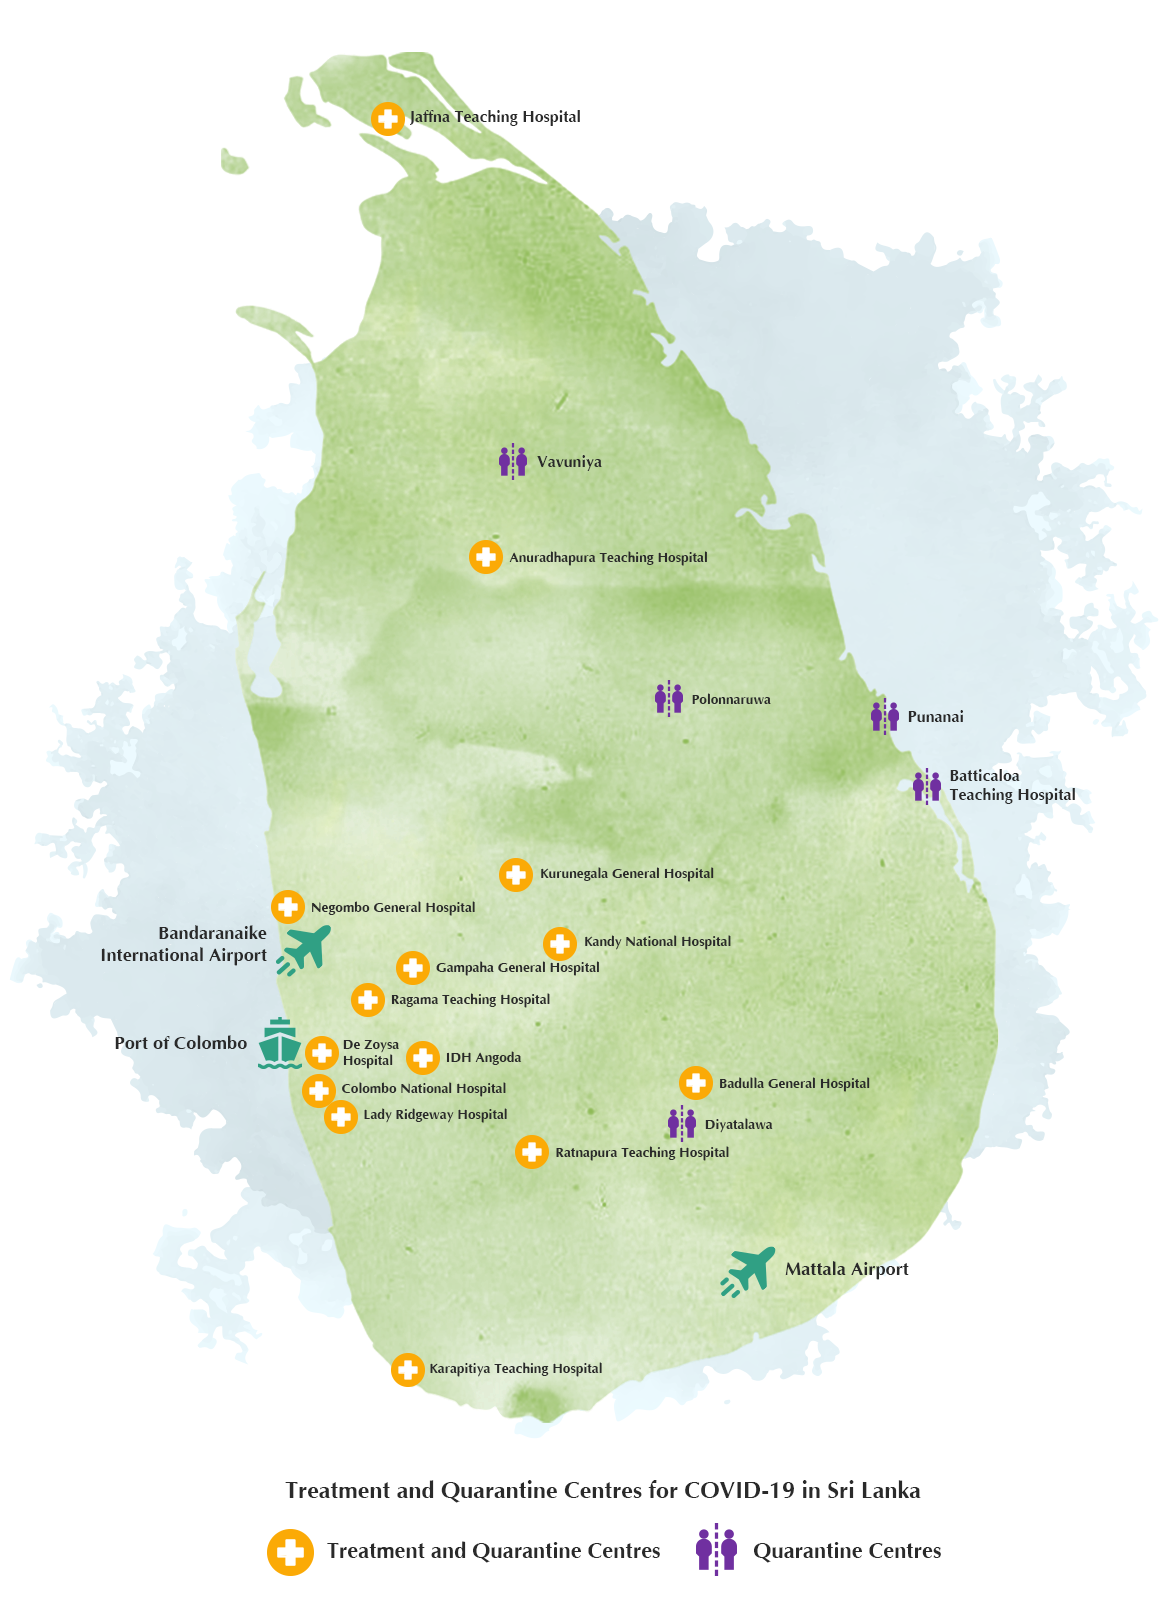 Jaffna Teaching Hospital
Vavuniya
Anuradhapura Teaching Hospital
Polonnaruwa
Punanai
Batticaloa
Teaching Hospital
Kurunegala General Hospital
Negombo General Hospital
Bandaranaike
International Airport
Kandy National Hospital
Gampaha General Hospital
Ragama Teaching Hospital
Port of Colombo
De Zoysa
Hospital
IDH Angoda
Colombo National Hospital
Badulla General Hospital
Lady Ridgeway Hospital
Diyatalawa
Ratnapura Teaching Hospital
Mattala Airport
Karapitiya Teaching Hospital
Treatment and Quarantine Centres for COVID-19 in Sri Lanka
Treatment and Quarantine Centres
Quarantine Centres